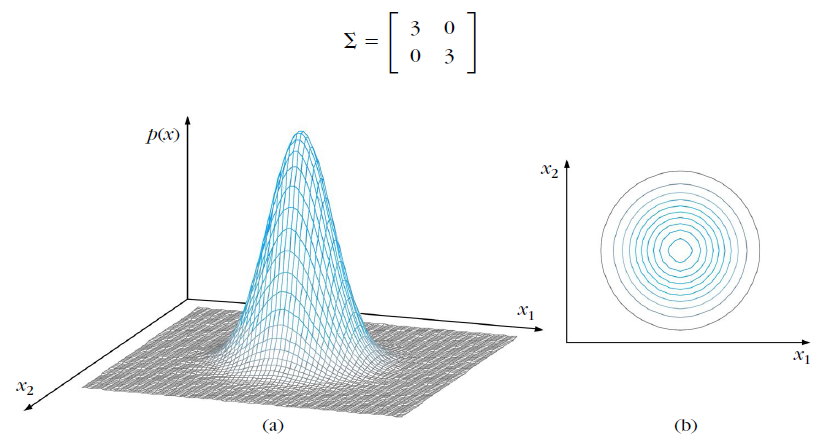 Σ = [ 3 0
0 3 ]
p(x)
x₁
x₂
(a)
x₂
x₁
(b)